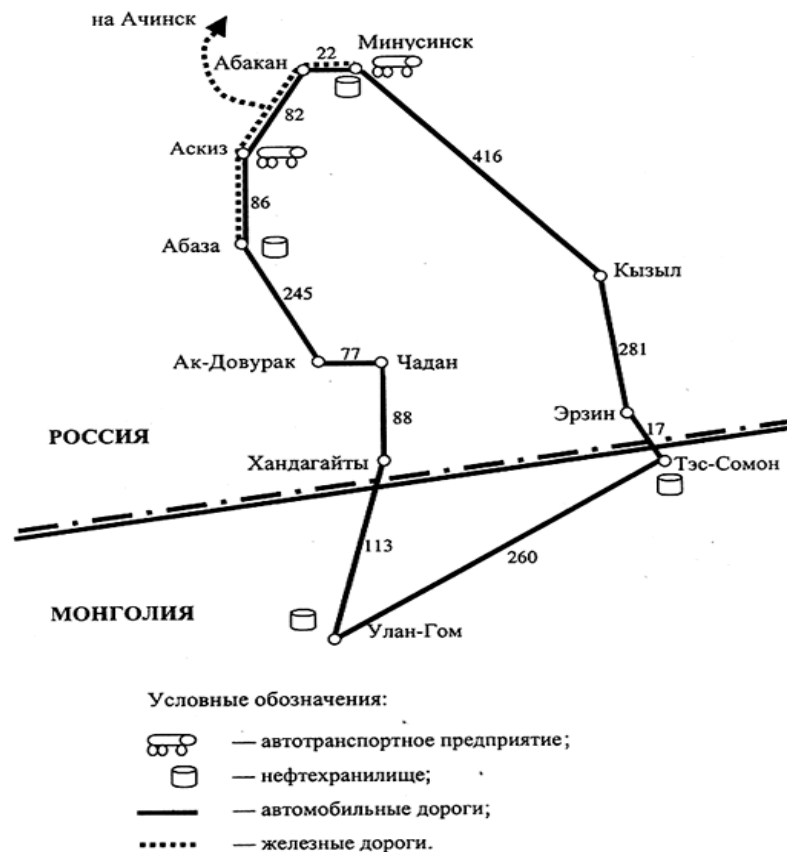 на Ачинск
Абакан
22
Минусинск
82
Аскиз
416
86
Абаза
Кызыл
245
281
Ак-Довурак
77
Чадан
88
Эрзин
17
РОССИЯ
Хандагайты
Тэс-Сомон
113
260
МОНГОЛИЯ
Улан-Гом
Условные обозначения:
— автотранспортное предприятие;
— нефтехранилище;
— автомобильные дороги;
— железные дороги.